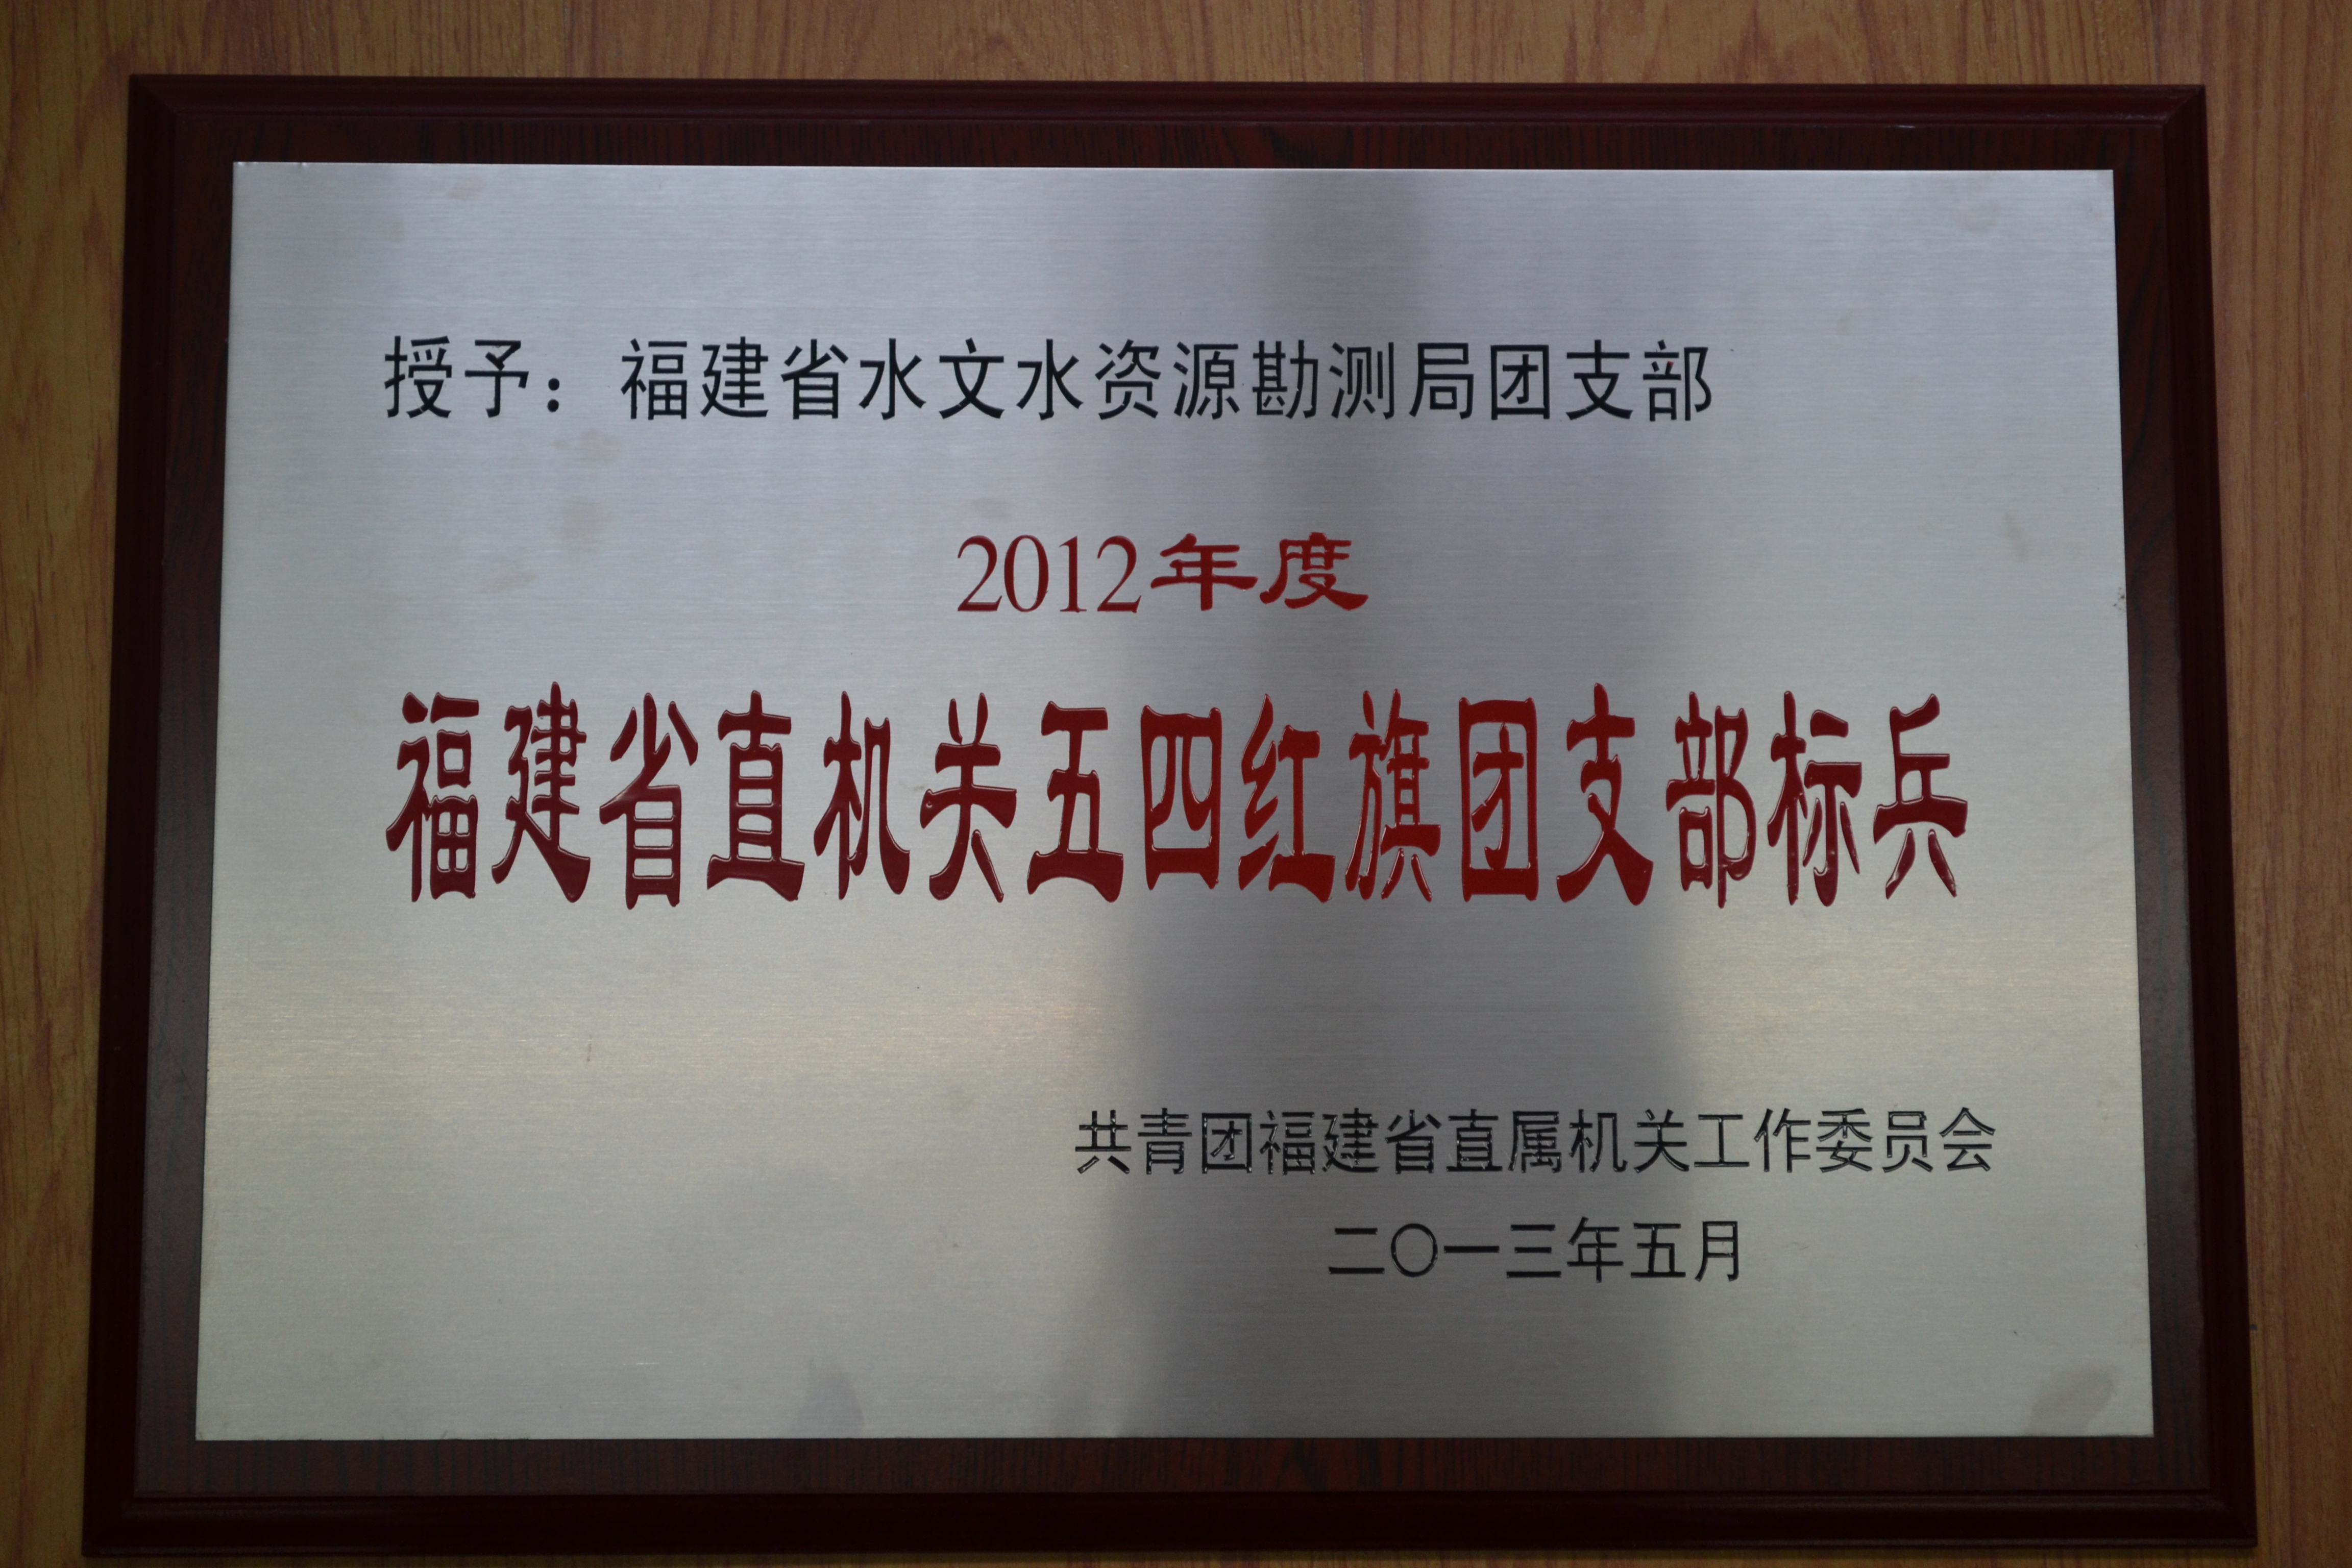 授予：福建省水文水资源勘测局团支部
2012年度
福建省直机关五四红旗团支部标兵
共青团福建省直属机关工作委员会
二〇一三年五月